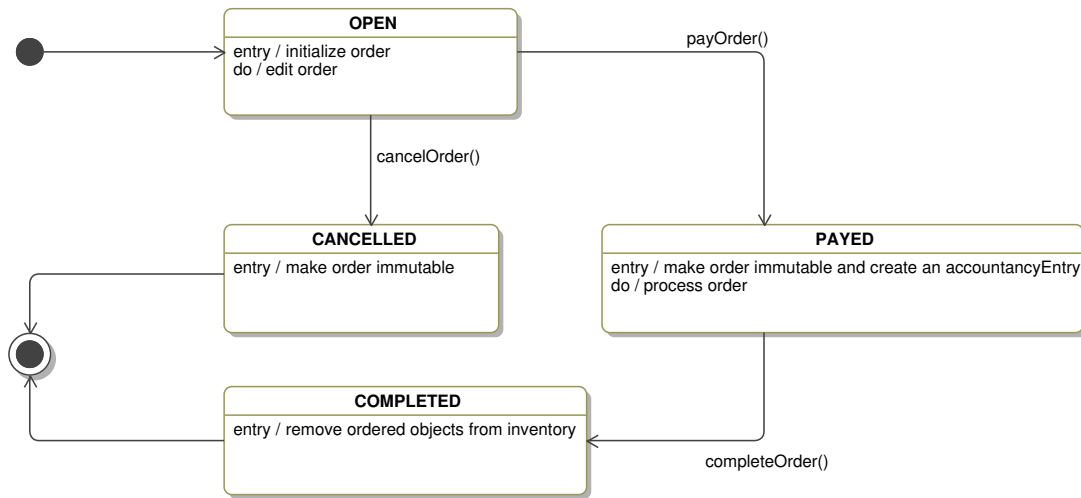 OPEN
entry / initialize order
do / edit order
payOrder()
cancelOrder()
CANCELLED
entry / make order immutable
PAYED
entry / make order immutable and create an accountancyEntry
do / process order
COMPLETED
entry / remove ordered objects from inventory
completeOrder()